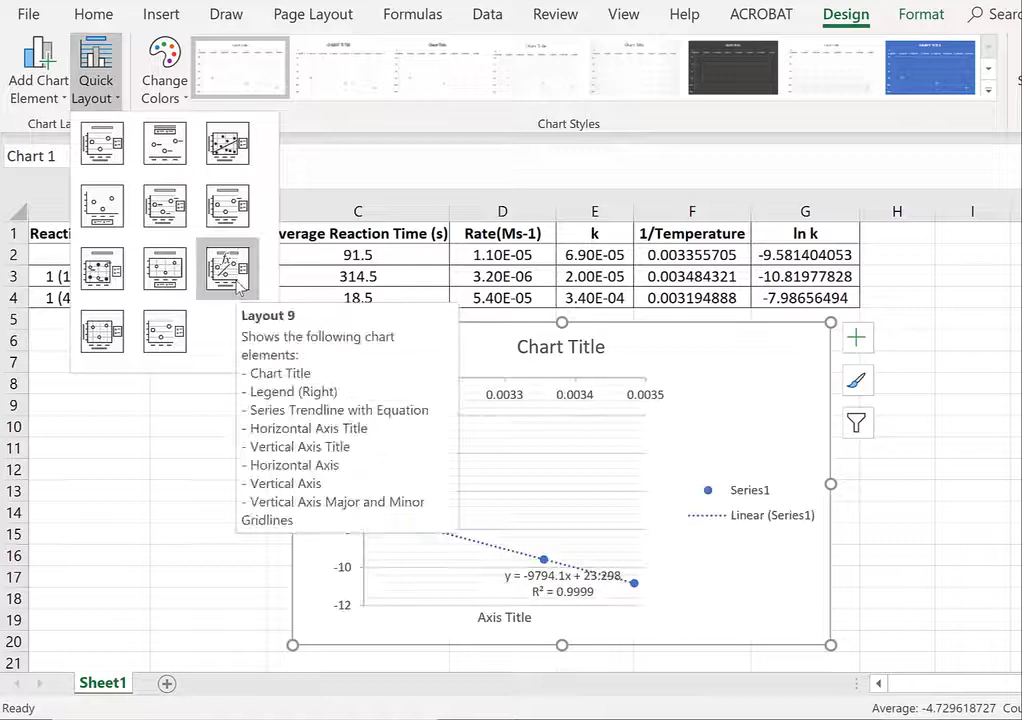 File Home Insert Draw Page Layout Formulas Data Review View Help ACROBAT Design Format Searc
Add Chart Element
Quick Layout
Change Colors
Chart La
Chart Styles
Chart 1
C D E F G H I
1 Reacti verage Reaction Time (s) Rate(Ms-1) k 1/Temperature ln k
2 91.5 1.10E-05 6.90E-05 0.003355705 -9.581404053
3 1 (1 314.5 3.20E-06 2.00E-05 0.003484321 -10.81977828
4 1 (4 18.5 5.40E-05 3.40E-04 0.003194888 -7.98656494
5
6
7
8
9
10
11
12
13
14
15
16
17
18
19
20
21
Layout 9
Shows the following chart
elements:
- Chart Title
- Legend (Right)
- Series Trendline with Equation
- Horizontal Axis Title
- Vertical Axis Title
- Horizontal Axis
- Vertical Axis
- Vertical Axis Major and Minor
Gridlines
Chart Title
0.0033 0.0034 0.0035
Series1
Linear (Series1)
-10
y = -9794.1x + 23.298
R² = 0.9999
-12
Axis Title
Sheet1
Ready
Average: -4.729618727 Cou